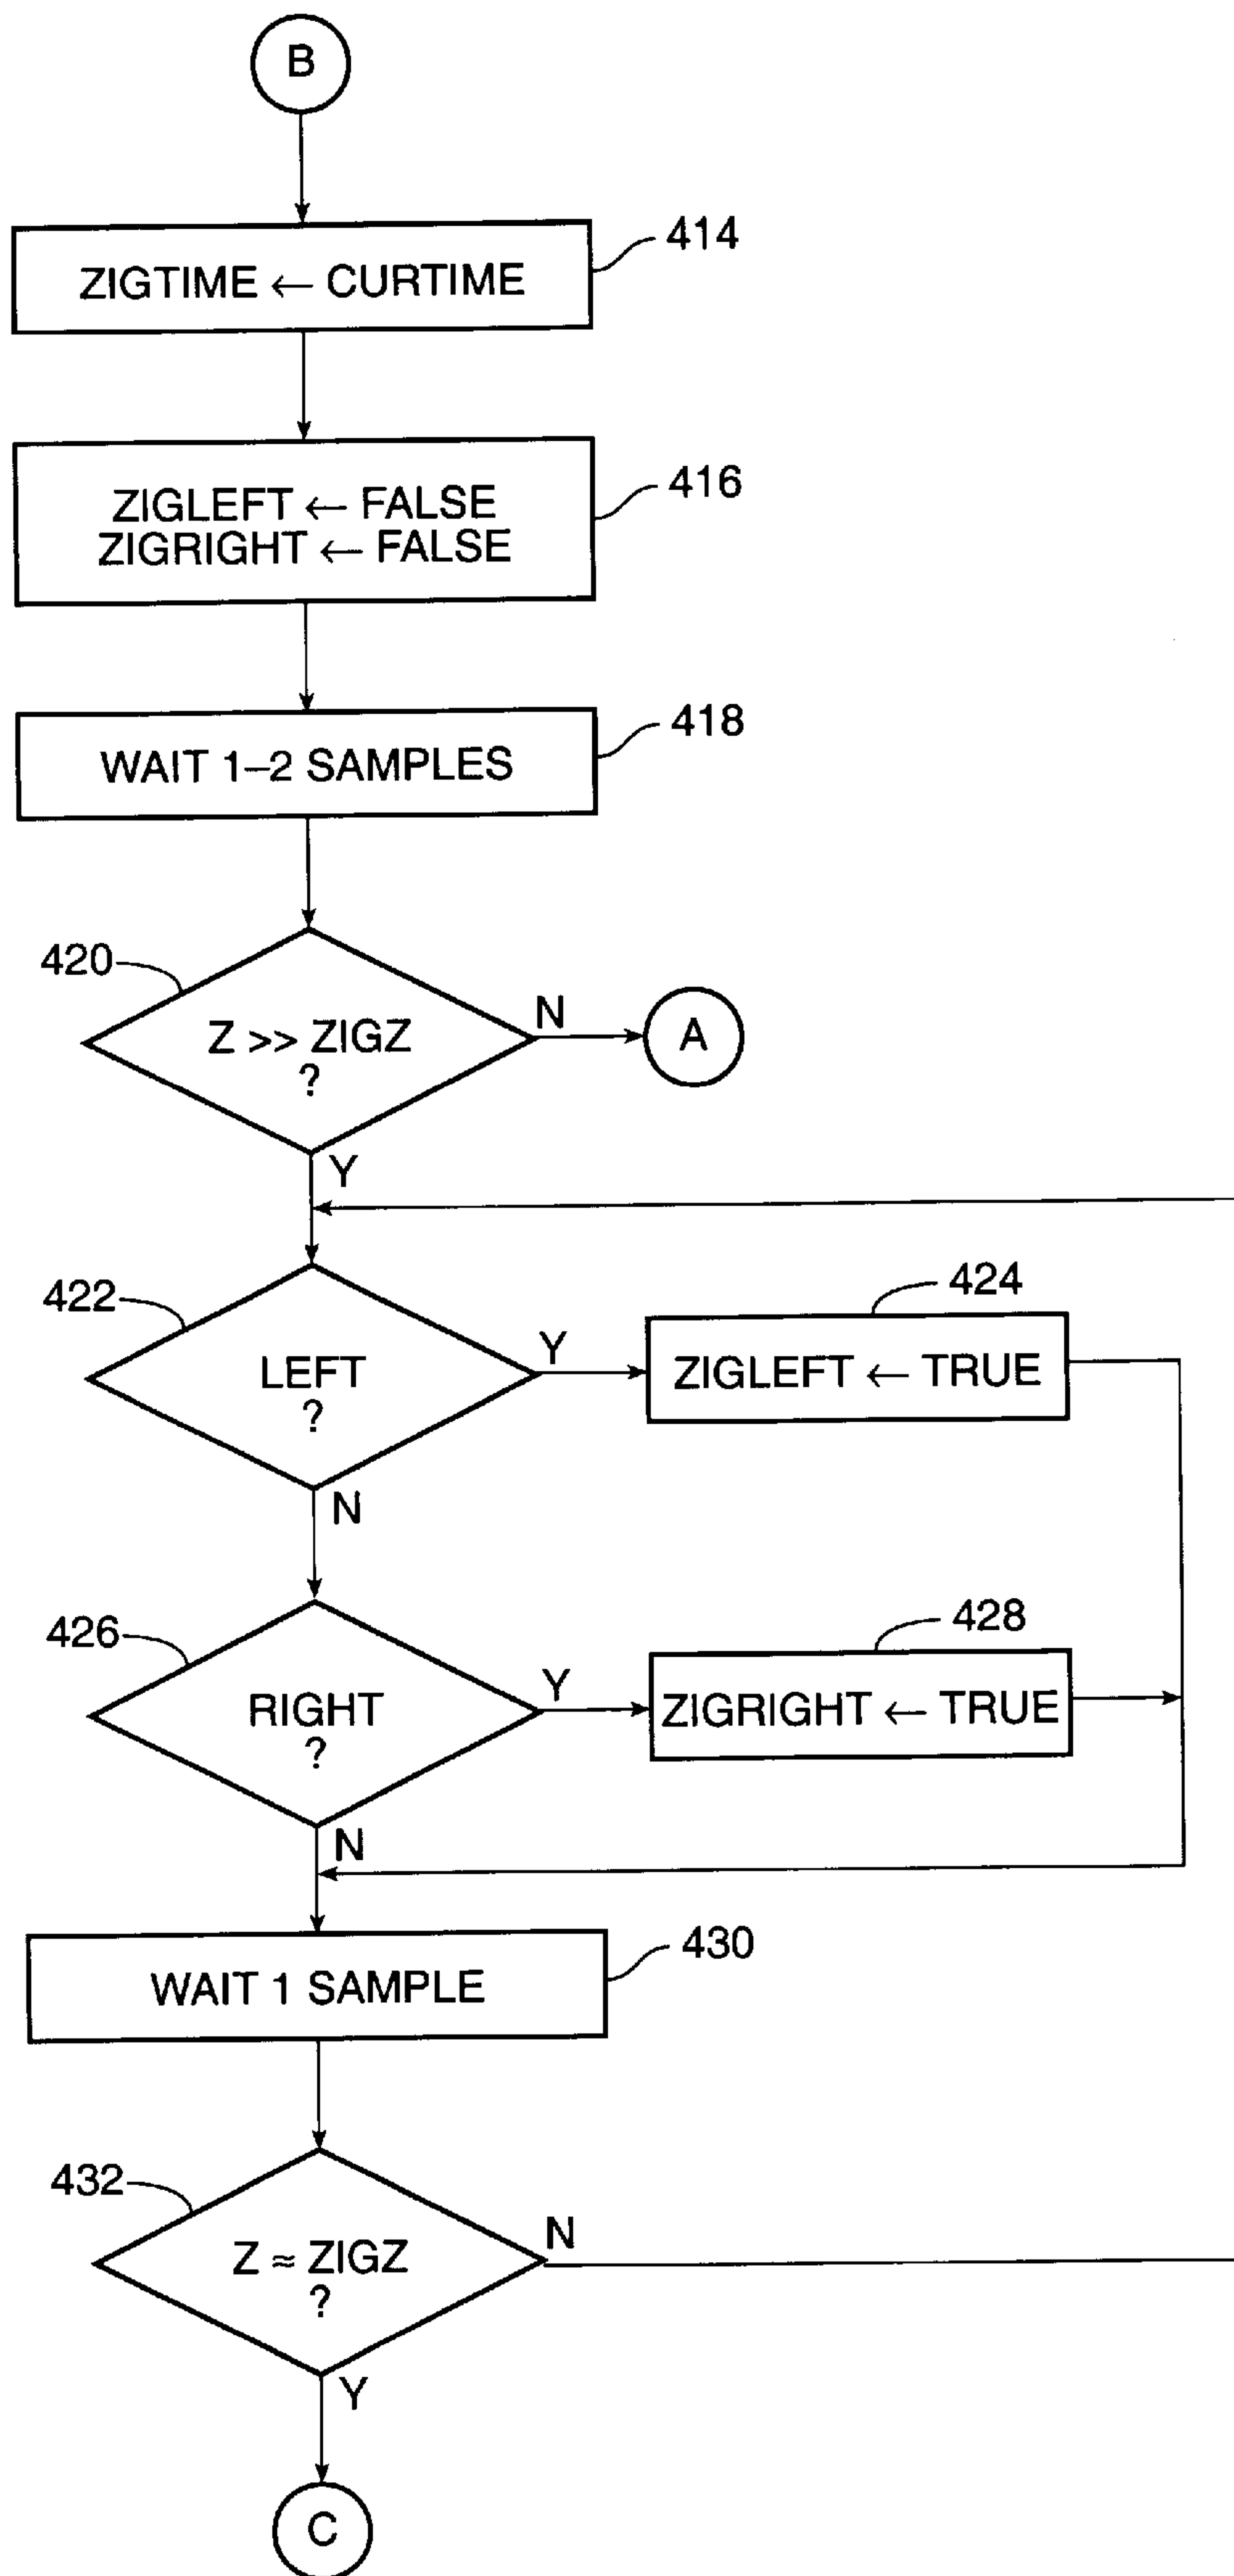 B
414
ZIGTIME ← CURTIME
416
ZIGLEFT ← FALSE
ZIGRIGHT ← FALSE
418
WAIT 1–2 SAMPLES
420
Z >> ZIGZ
?
N
A
Y
422
LEFT
?
Y
424
ZIGLEFT ← TRUE
N
426
RIGHT
?
Y
428
ZIGRIGHT ← TRUE
N
430
WAIT 1 SAMPLE
432
Z ≈ ZIGZ
?
N
Y
C